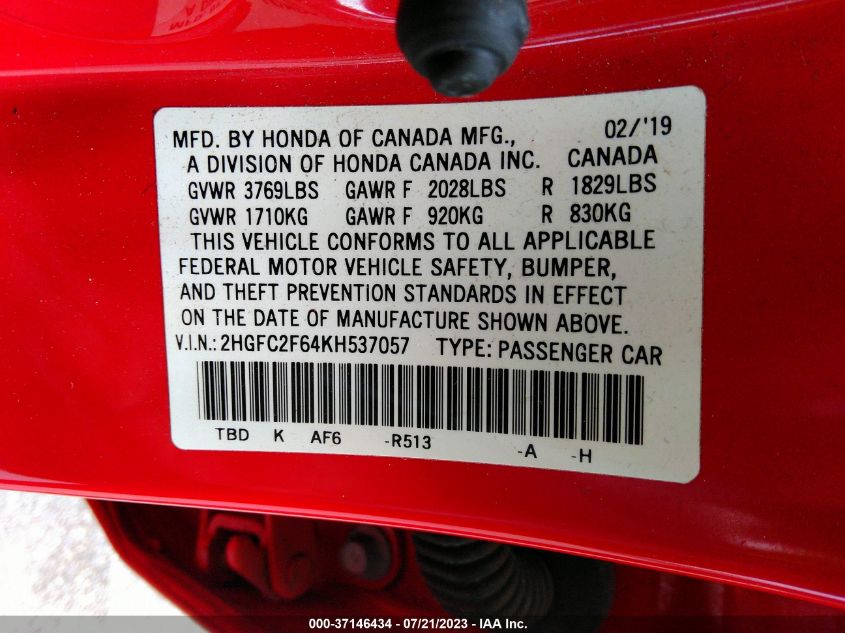 MFD. BY HONDA OF CANADA MFG., 02/'19
A DIVISION OF HONDA CANADA INC. CANADA
GVWR 3769LBS GAWR F 2028LBS R 1829LBS
GVWR 1710KG GAWR F 920KG R 830KG
THIS VEHICLE CONFORMS TO ALL APPLICABLE
FEDERAL MOTOR VEHICLE SAFETY, BUMPER,
AND THEFT PREVENTION STANDARDS IN EFFECT
ON THE DATE OF MANUFACTURE SHOWN ABOVE.
V.I.N.: 2HGFC2F64KH537057 TYPE: PASSENGER CAR
TBD K AF6 -R513 -A -H
000-37146434 - 07/21/2023 - IAA Inc.